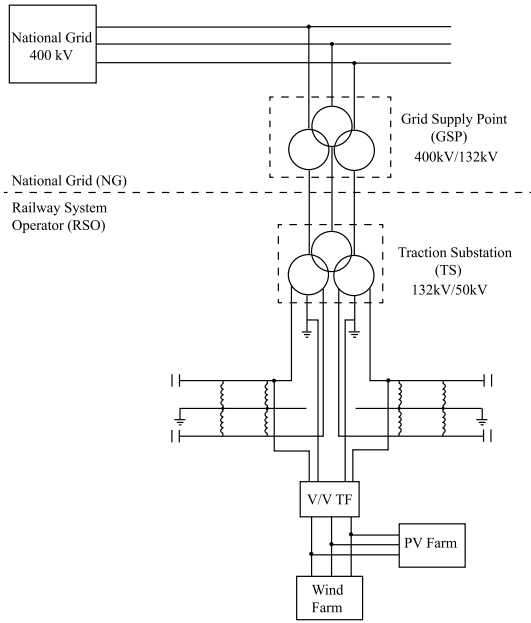 National Grid
400 kV
Grid Supply Point
(GSP)
400kV/132kV
National Grid (NG)
Railway System
Operator (RSO)
Traction Substation
(TS)
132kV/50kV
V/V TF
PV Farm
Wind
Farm